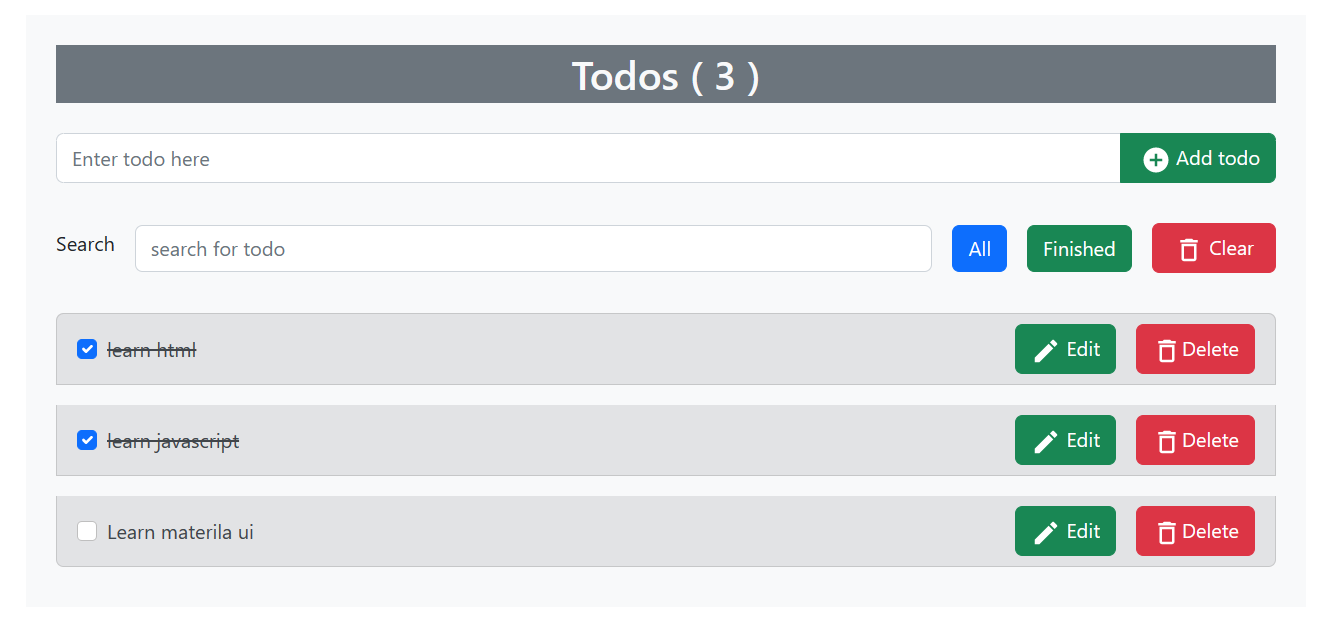 Todos ( 3 )
Enter todo here Add todo
Search search for todo All Finished Clear
learn html Edit Delete
learn javascript Edit Delete
Learn materila ui Edit Delete